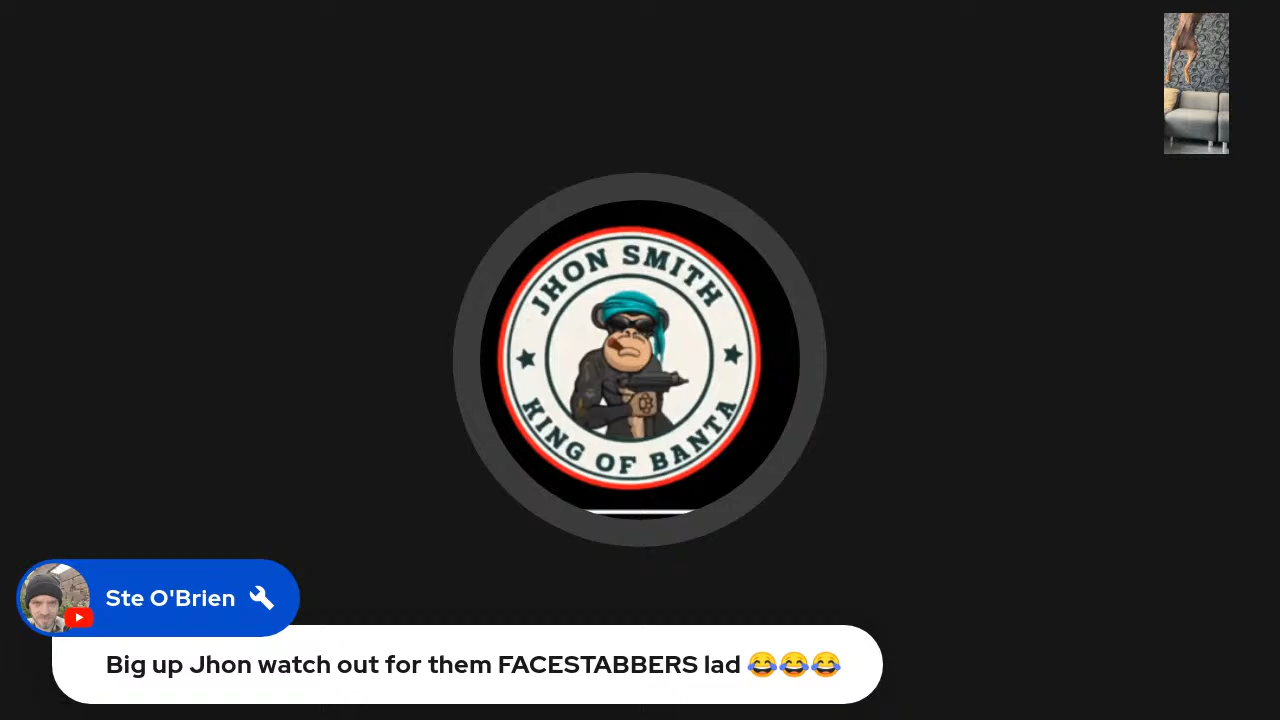 JHON SMITH
KING OF BANTA
Ste O'Brien
Big up Jhon watch out for them FACESTABBERS lad 😂😂😂